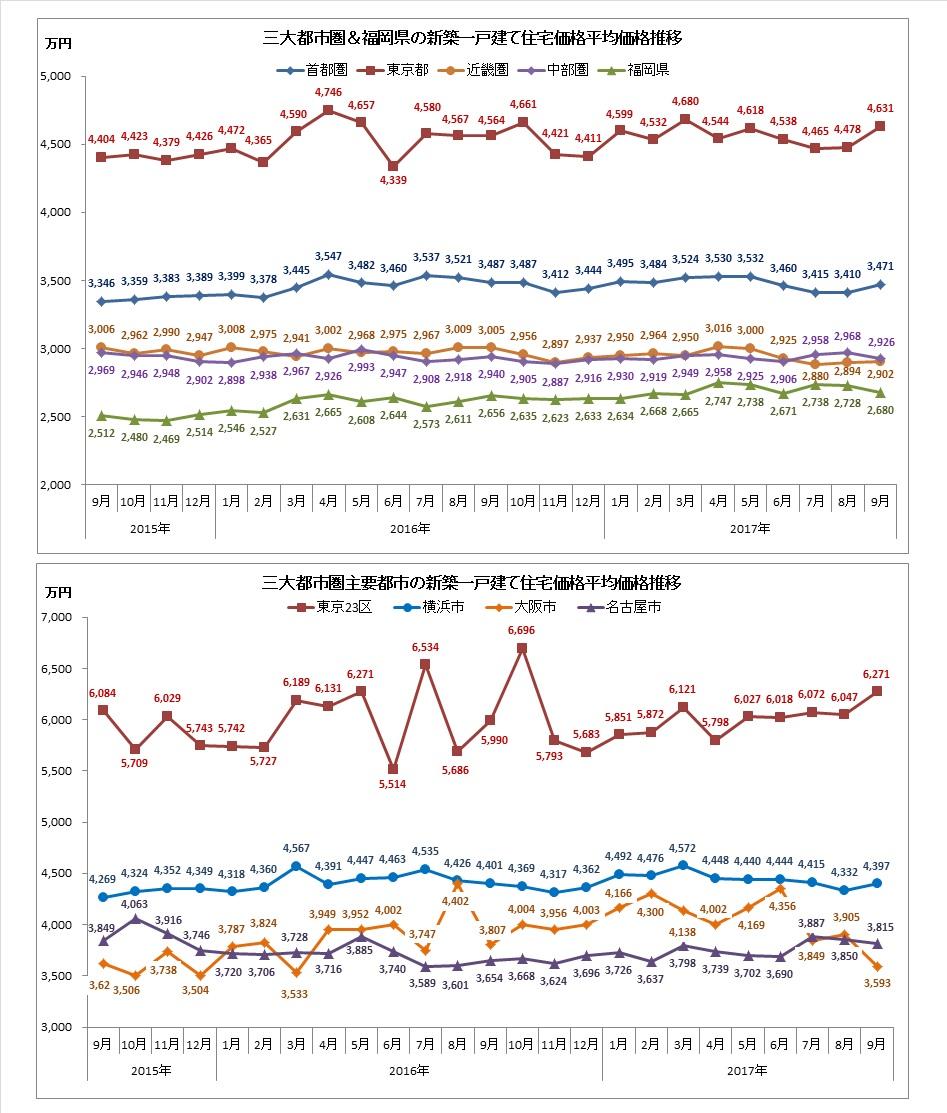 三大都市圏＆福岡県の新築一戸建て住宅価格平均価格推移
万円
首都圏 東京都 近畿圏 中部圏 福岡県
5,000
4,500
4,000
3,500
3,000
2,500
2,000
4,404 4,423 4,379 4,426 4,472 4,365 4,590 4,746 4,657 4,339 4,580 4,567 4,564 4,661 4,421 4,411 4,599 4,532 4,680 4,544 4,618 4,538 4,465 4,478 4,631
3,346 3,359 3,383 3,389 3,399 3,378 3,445 3,547 3,482 3,460 3,537 3,521 3,487 3,487 3,412 3,444 3,495 3,484 3,524 3,530 3,532 3,460 3,415 3,410 3,471
3,006 2,962 2,990 2,947 3,008 2,975 2,941 3,002 2,968 2,975 2,967 3,009 3,005 2,956 2,897 2,937 2,950 2,964 2,950 3,016 3,000 2,925 2,880 2,894 2,902
2,969 2,946 2,948 2,902 2,898 2,938 2,967 2,926 2,993 2,947 2,908 2,918 2,940 2,905 2,887 2,916 2,930 2,919 2,949 2,958 2,925 2,906 2,958 2,968 2,926
2,512 2,480 2,469 2,514 2,546 2,527 2,631 2,665 2,608 2,644 2,573 2,611 2,656 2,635 2,623 2,633 2,634 2,668 2,665 2,747 2,738 2,671 2,738 2,728 2,680
9月 10月 11月 12月 1月 2月 3月 4月 5月 6月 7月 8月 9月 10月 11月 12月 1月 2月 3月 4月 5月 6月 7月 8月 9月
2015年 2016年 2017年
三大都市圏主要都市の新築一戸建て住宅価格平均価格推移
万円
東京23区 横浜市 大阪市 名古屋市
7,000
6,500
6,000
5,500
5,000
4,500
4,000
3,500
3,000
6,084 5,709 6,029 5,743 5,742 5,727 6,189 6,131 6,271 5,514 6,534 5,686 5,990 6,696 5,793 5,683 5,851 5,872 6,121 5,798 6,027 6,018 6,072 6,047 6,271
4,269 4,324 4,352 4,349 4,318 4,360 4,567 4,391 4,447 4,463 4,535 4,426 4,401 4,369 4,317 4,362 4,492 4,476 4,572 4,448 4,440 4,444 4,415 4,332 4,397
3,62 3,506 3,738 3,504 3,787 3,824 3,533 3,949 3,952 4,002 3,747 4,402 3,807 4,004 3,956 4,003 4,166 4,300 4,138 4,002 4,169 4,356 3,849 3,905 3,593
3,849 4,063 3,916 3,746 3,720 3,706 3,728 3,716 3,885 3,740 3,589 3,601 3,654 3,668 3,624 3,696 3,726 3,637 3,798 3,739 3,702 3,690 3,887 3,850 3,815
9月 10月 11月 12月 1月 2月 3月 4月 5月 6月 7月 8月 9月 10月 11月 12月 1月 2月 3月 4月 5月 6月 7月 8月 9月
2015年 2016年 2017年